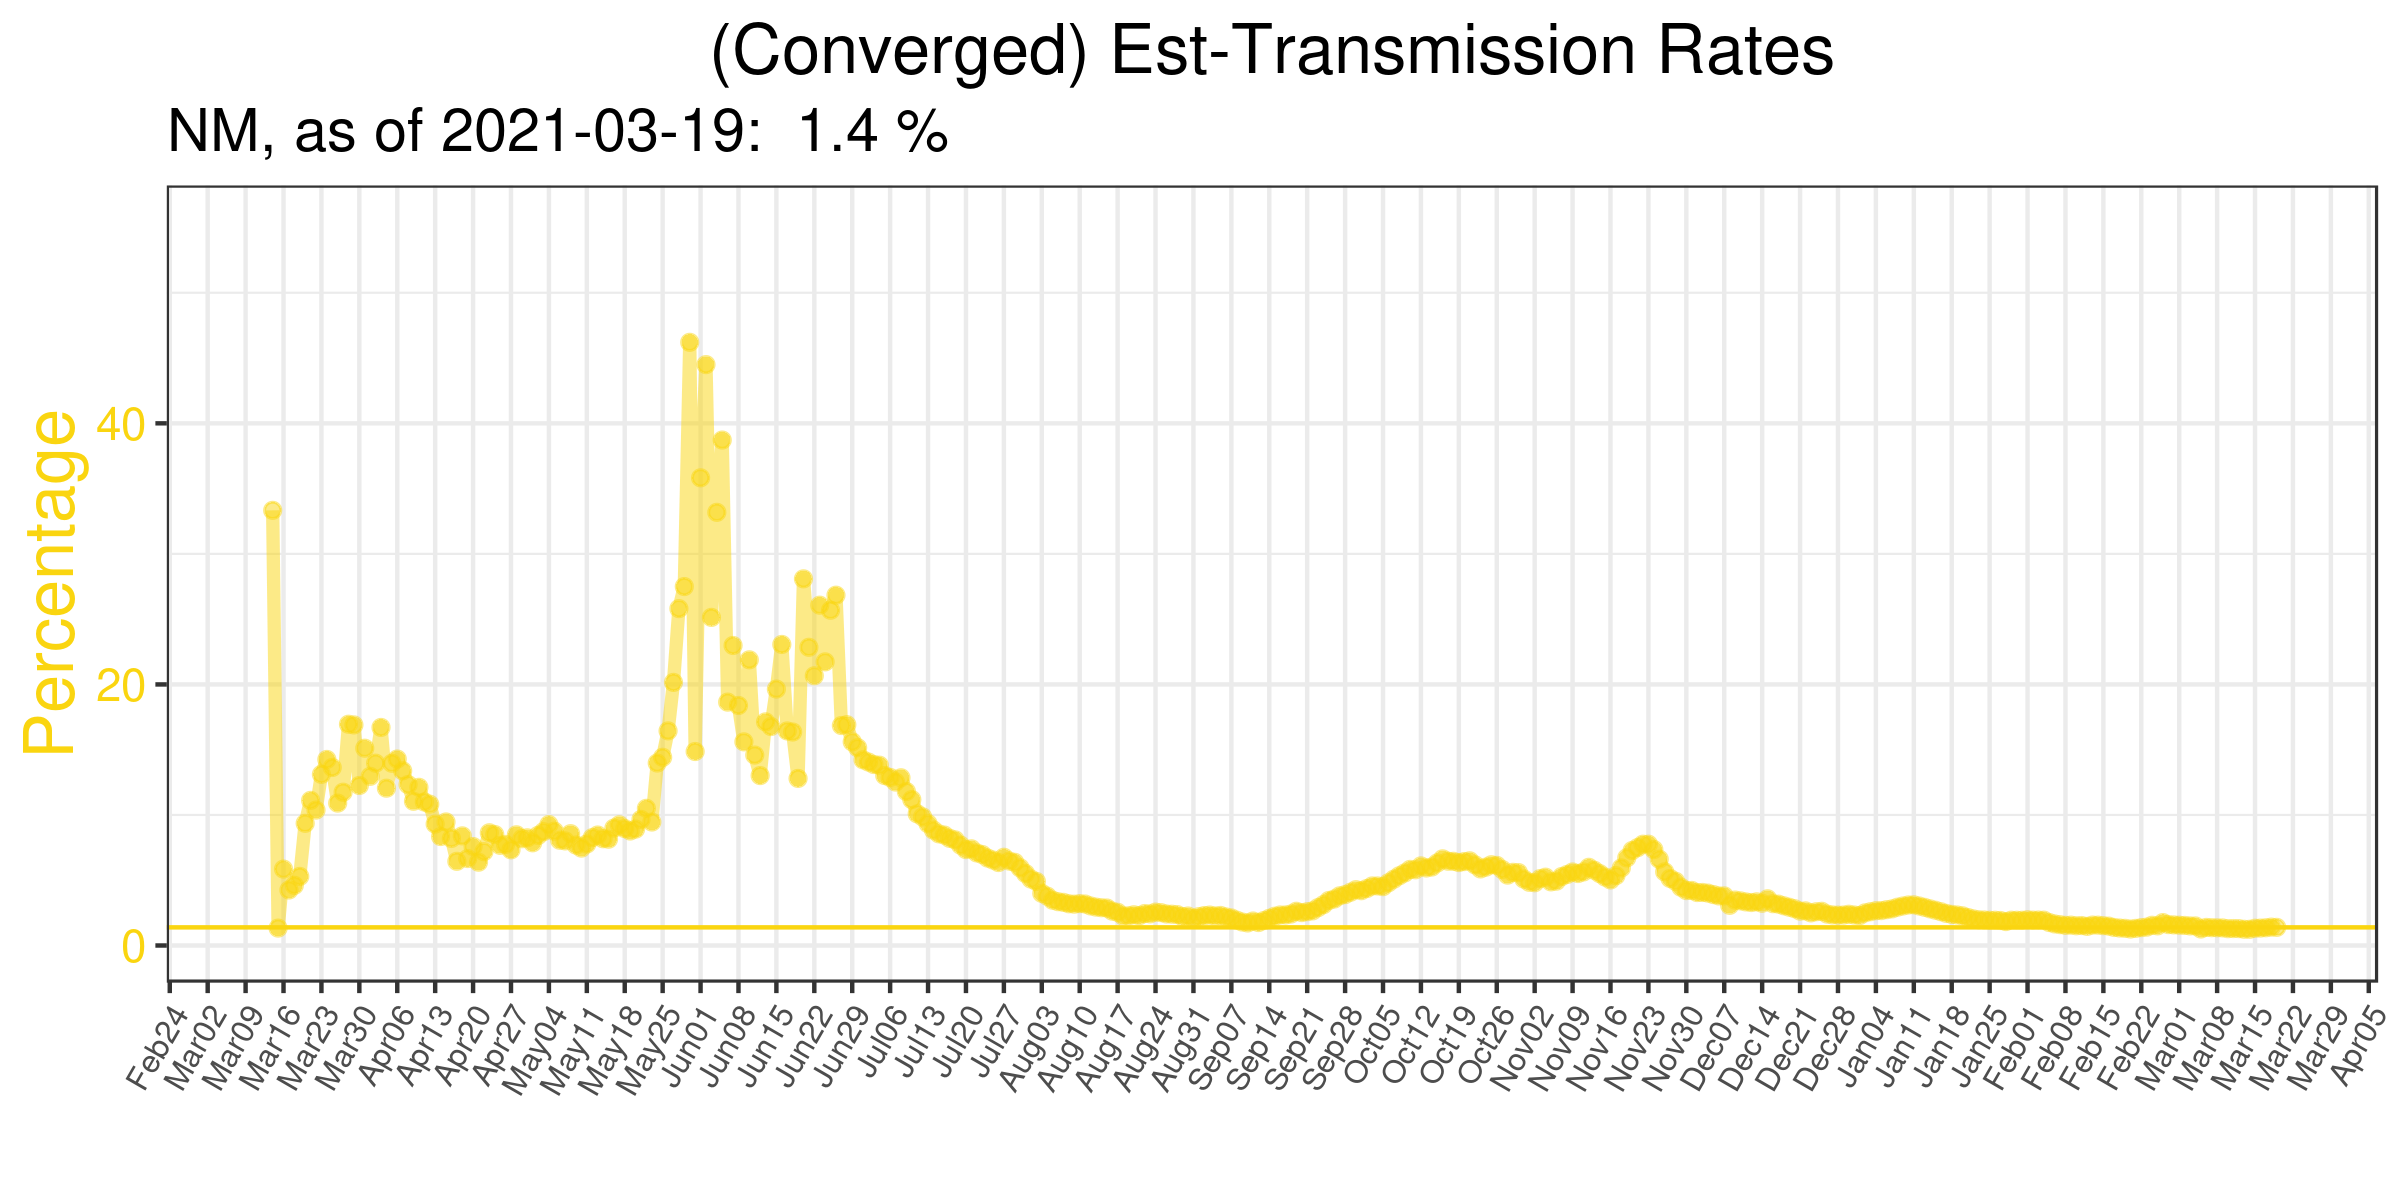 (Converged) Est-Transmission Rates
NM, as of 2021-03-19:  1.4 %
Percentage
40
20
0
Feb24
Mar02
Mar09
Mar16
Mar23
Mar30
Apr06
Apr13
Apr20
Apr27
May04
May11
May18
May25
Jun01
Jun08
Jun15
Jun22
Jun29
Jul06
Jul13
Jul20
Jul27
Aug03
Aug10
Aug17
Aug24
Aug31
Sep07
Sep14
Sep21
Sep28
Oct05
Oct12
Oct19
Oct26
Nov02
Nov09
Nov16
Nov23
Nov30
Dec07
Dec14
Dec21
Dec28
Dec04
Jan11
Jan18
Jan25
Feb01
Feb08
Feb15
Feb22
Mar01
Mar08
Mar15
Mar22
Mar29
Apr05